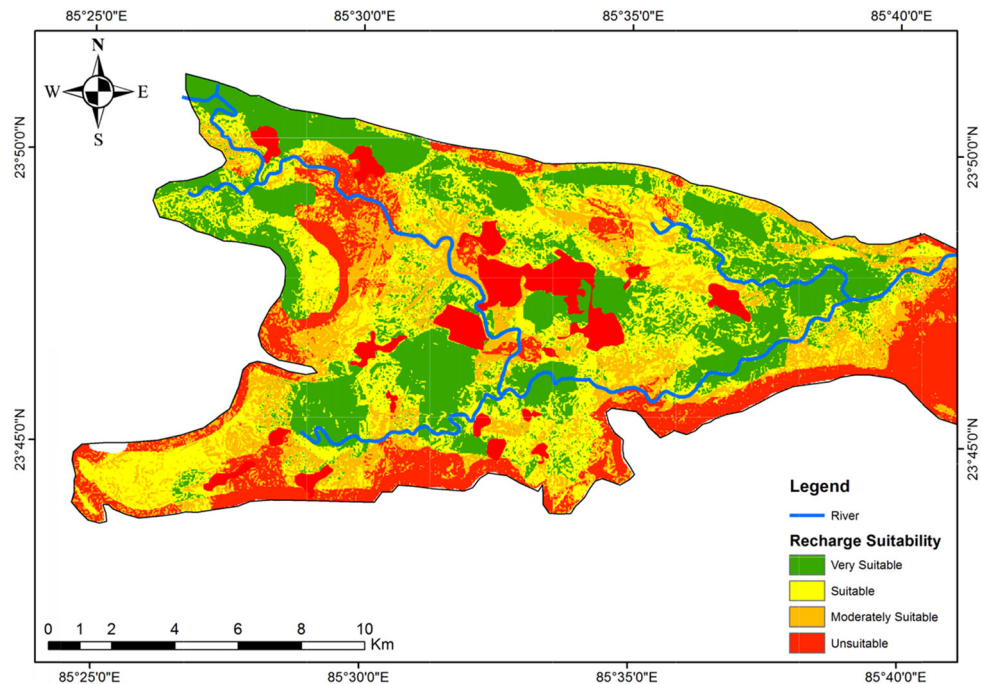 85°25'0"E 85°30'0"E 85°35'0"E 85°40'0"E
N
W E
S
23°50'0"N 23°50'0"N
23°45'0"N 23°45'0"N
Legend
River
Recharge Suitability
Very Suitable
Suitable
Moderately Suitable
Unsuitable
0 1 2 4 6 8 10
Km
85°25'0"E 85°30'0"E 85°35'0"E 85°40'0"E